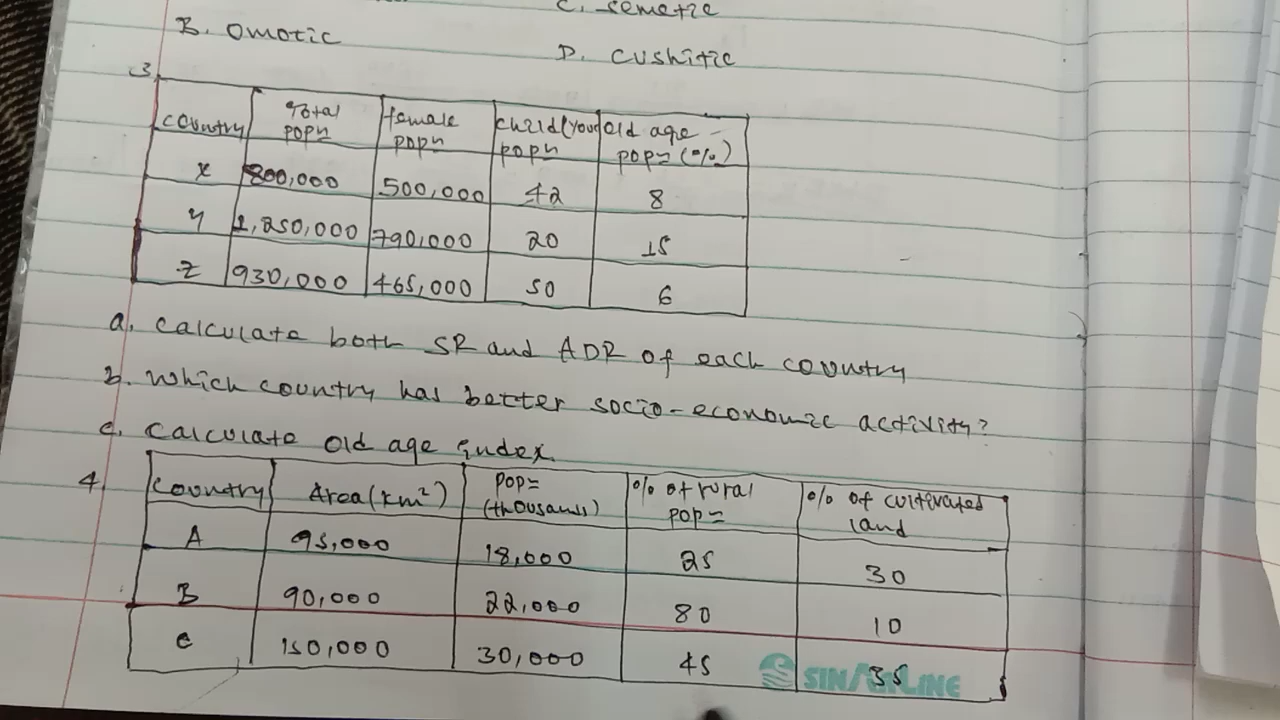 C. semetic
B. Omotic
D. Cushitic
3.
Country Total popn female popn child(young popn old age popn (%)
X 800,000 500,000 42 8
Y 1,250,000 790,000 20 15
Z 930,000 465,000 50 6
a. Calculate both SR and ADR of each country
b. Which country has better socio-economic activity?
c. Calculate old age index.
4.
Country Area (km²) pop= (thousands) % of rural pop= % of cultivated land
A 95,000 18,000 25 30
B 90,000 22,000 80 10
C 150,000 30,000 45 35
LINE